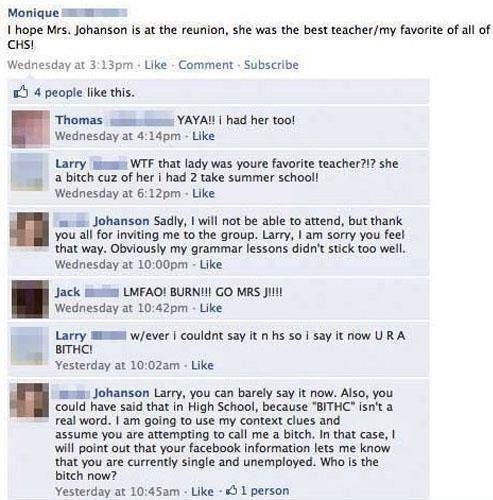 Monique
I hope Mrs. Johanson is at the reunion, she was the best teacher/my favorite of all of
CHS!
Wednesday at 3:13pm · Like · Comment · Subscribe
4 people like this.
Thomas YAYA!! i had her too!
Wednesday at 4:14pm · Like
Larry WTF that lady was youre favorite teacher?!? she
a bitch cuz of her i had 2 take summer school!
Wednesday at 6:12pm · Like
Johanson Sadly, I will not be able to attend, but thank
you all for inviting me to the group. Larry, I am sorry you feel
that way. Obviously my grammar lessons didn't stick too well.
Wednesday at 10:00pm · Like
Jack LMFAO! BURN!!! GO MRS J!!!!
Wednesday at 10:42pm · Like
Larry w/ever i couldnt say it n hs so i say it now U R A
BITHC!
Yesterday at 10:02am · Like
Johanson Larry, you can barely say it now. Also, you
could have said that in High School, because "BITHC" isn't a
real word. I am going to use my context clues and
assume you are attempting to call me a bitch. In that case, I
will point out that your facebook information lets me know
that you are currently single and unemployed. Who is the
bitch now?
Yesterday at 10:45am · Like · 1 person